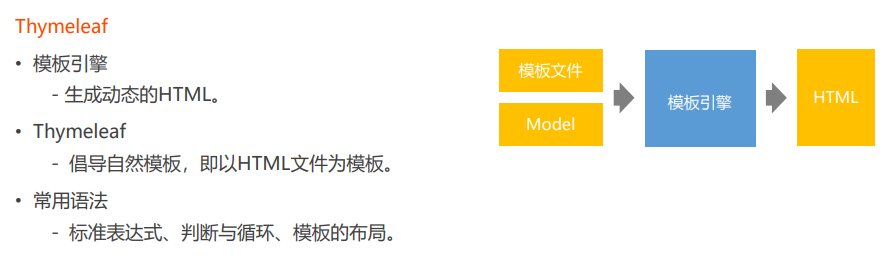 Thymeleaf
• 模板引擎
- 生成动态的HTML。
• Thymeleaf
- 倡导自然模板，即以HTML文件为模板。
• 常用语法
- 标准表达式、判断与循环、模板的布局。
模板文件
Model
模板引擎
HTML